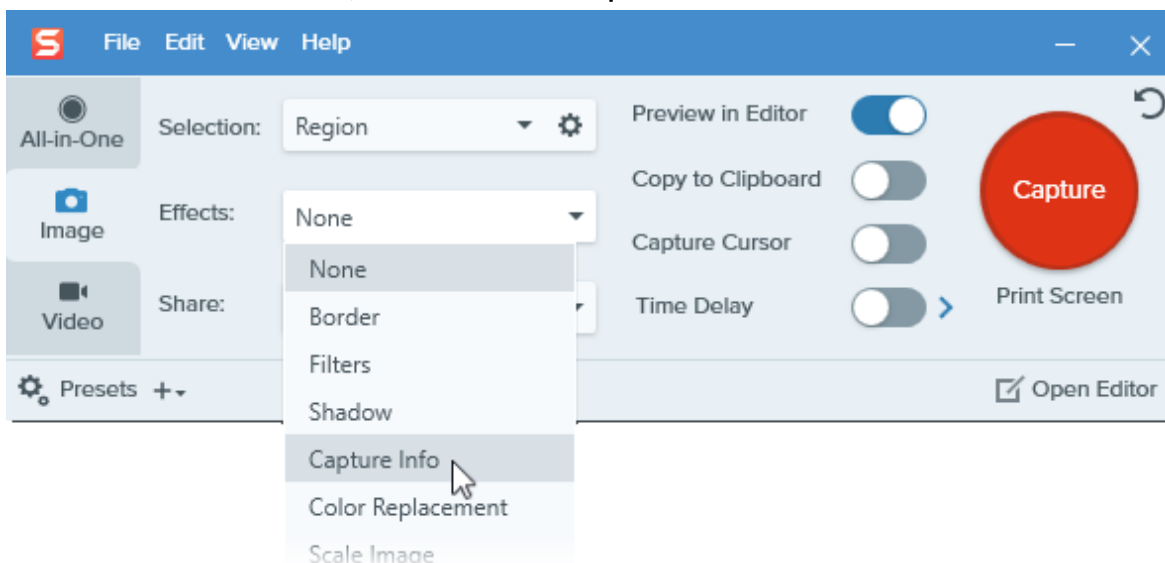 File Edit View Help
All-in-One
Selection:
Region
Preview in Editor
Copy to Clipboard
Capture
Image
Effects:
None
Capture Cursor
None
Video
Share:
Border
Time Delay
Print Screen
Filters
Presets
Open Editor
Shadow
Capture Info
Color Replacement
Scale Image